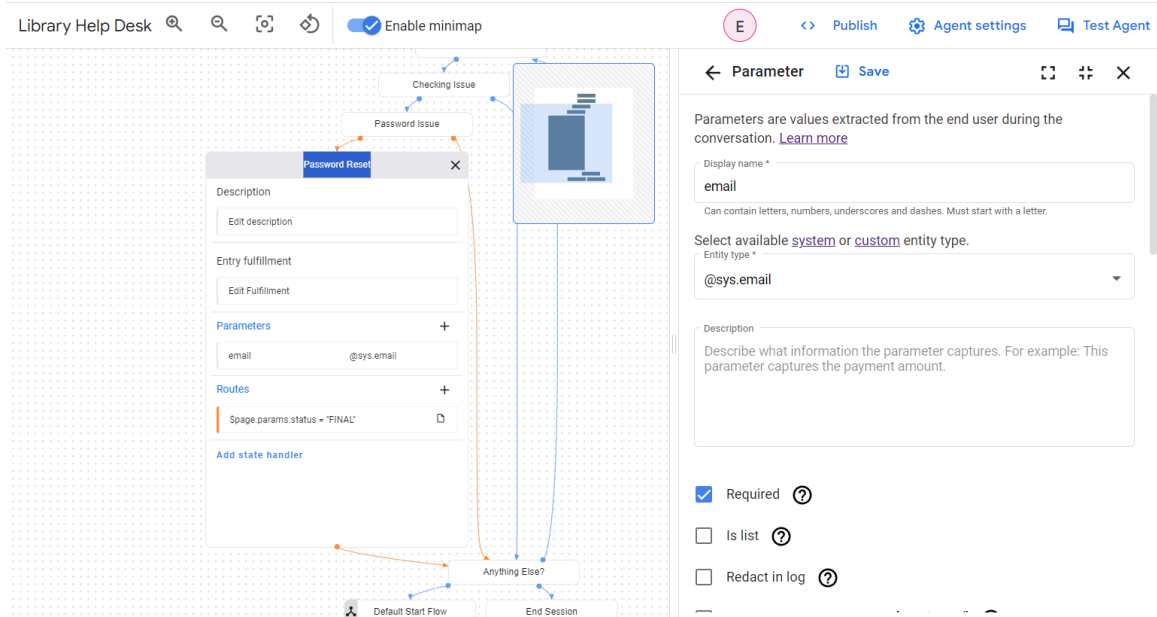 Library Help Desk
Enable minimap
E
Publish
Agent settings
Test Agent
Checking Issue
Password Issue
Password Reset
Description
Edit description
Entry fulfillment
Edit Fulfillment
Parameters
email @sys.email
Routes
$page.params.status = "FINAL"
Add state handler
Anything Else?
Default Start Flow
End Session
Parameter
Save
Parameters are values extracted from the end user during the
conversation. Learn more
Display name *
email
Can contain letters, numbers, underscores and dashes. Must start with a letter.
Select available system or custom entity type.
Entity type *
@sys.email
Description
Describe what information the parameter captures. For example: This
parameter captures the payment amount.
Required
Is list
Redact in log